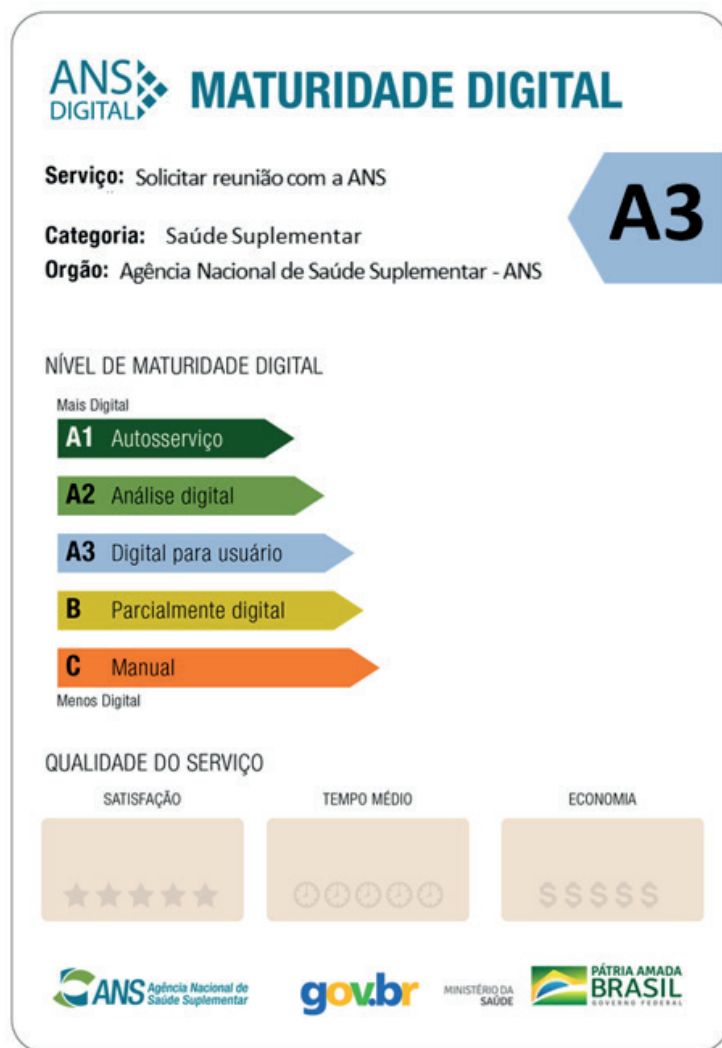 ANS
DIGITAL
MATURIDADE DIGITAL
Serviço: Solicitar reunião com a ANS
A3
Categoria: Saúde Suplementar
Orgão: Agência Nacional de Saúde Suplementar - ANS
NÍVEL DE MATURIDADE DIGITAL
Mais Digital
A1 Autosserviço
A2 Análise digital
A3 Digital para usuário
B Parcialmente digital
C Manual
Menos Digital
QUALIDADE DO SERVIÇO
SATISFAÇÃO TEMPO MÉDIO ECONOMIA
$ $ $ $ $
ANS Agência Nacional de
Saúde Suplementar
gov.br
MINISTÉRIO DA
SAÚDE
PÁTRIA AMADA
BRASIL
GOVERNO FEDERAL